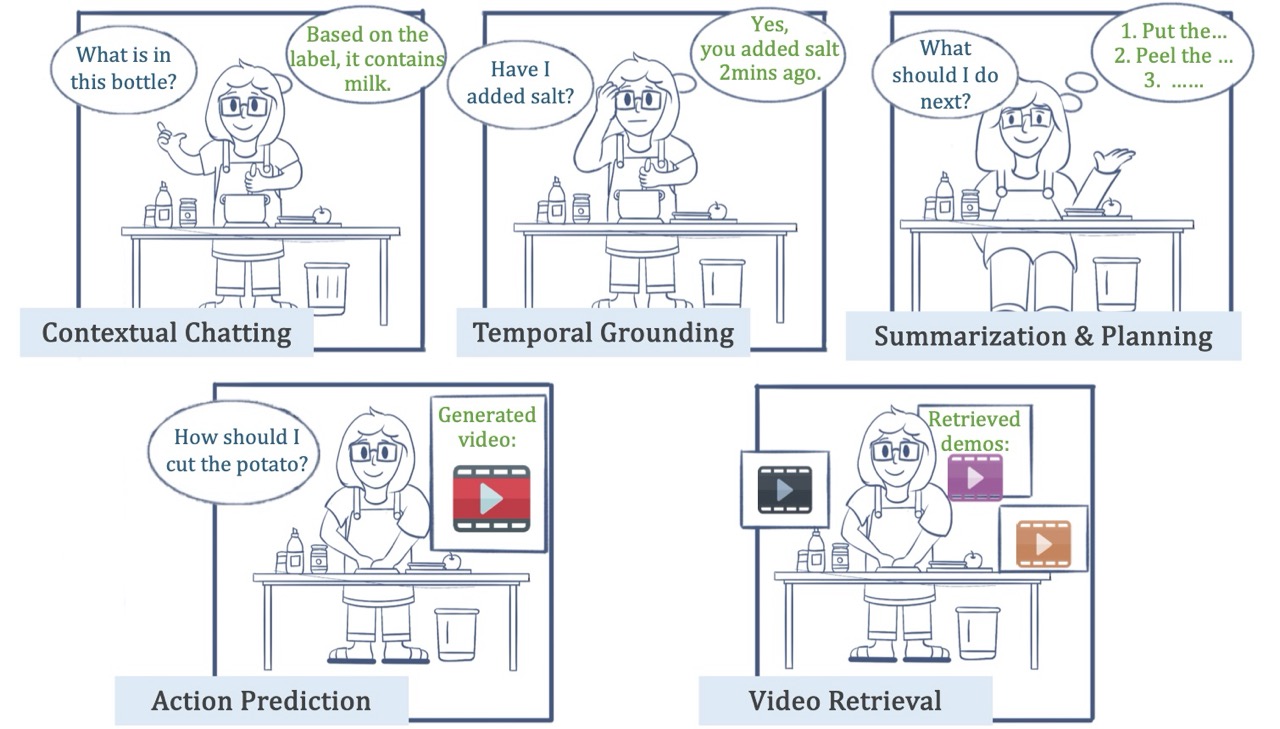 What is in
this bottle?
Based on the
label, it contains
milk.
Contextual Chatting
Have I
added salt?
Yes,
you added salt
2mins ago.
Temporal Grounding
What
should I do
next?
1. Put the...
2. Peel the ...
3. ......
Summarization & Planning
How should I
cut the potato?
Generated
video:
Action Prediction
Retrieved
demos:
Video Retrieval